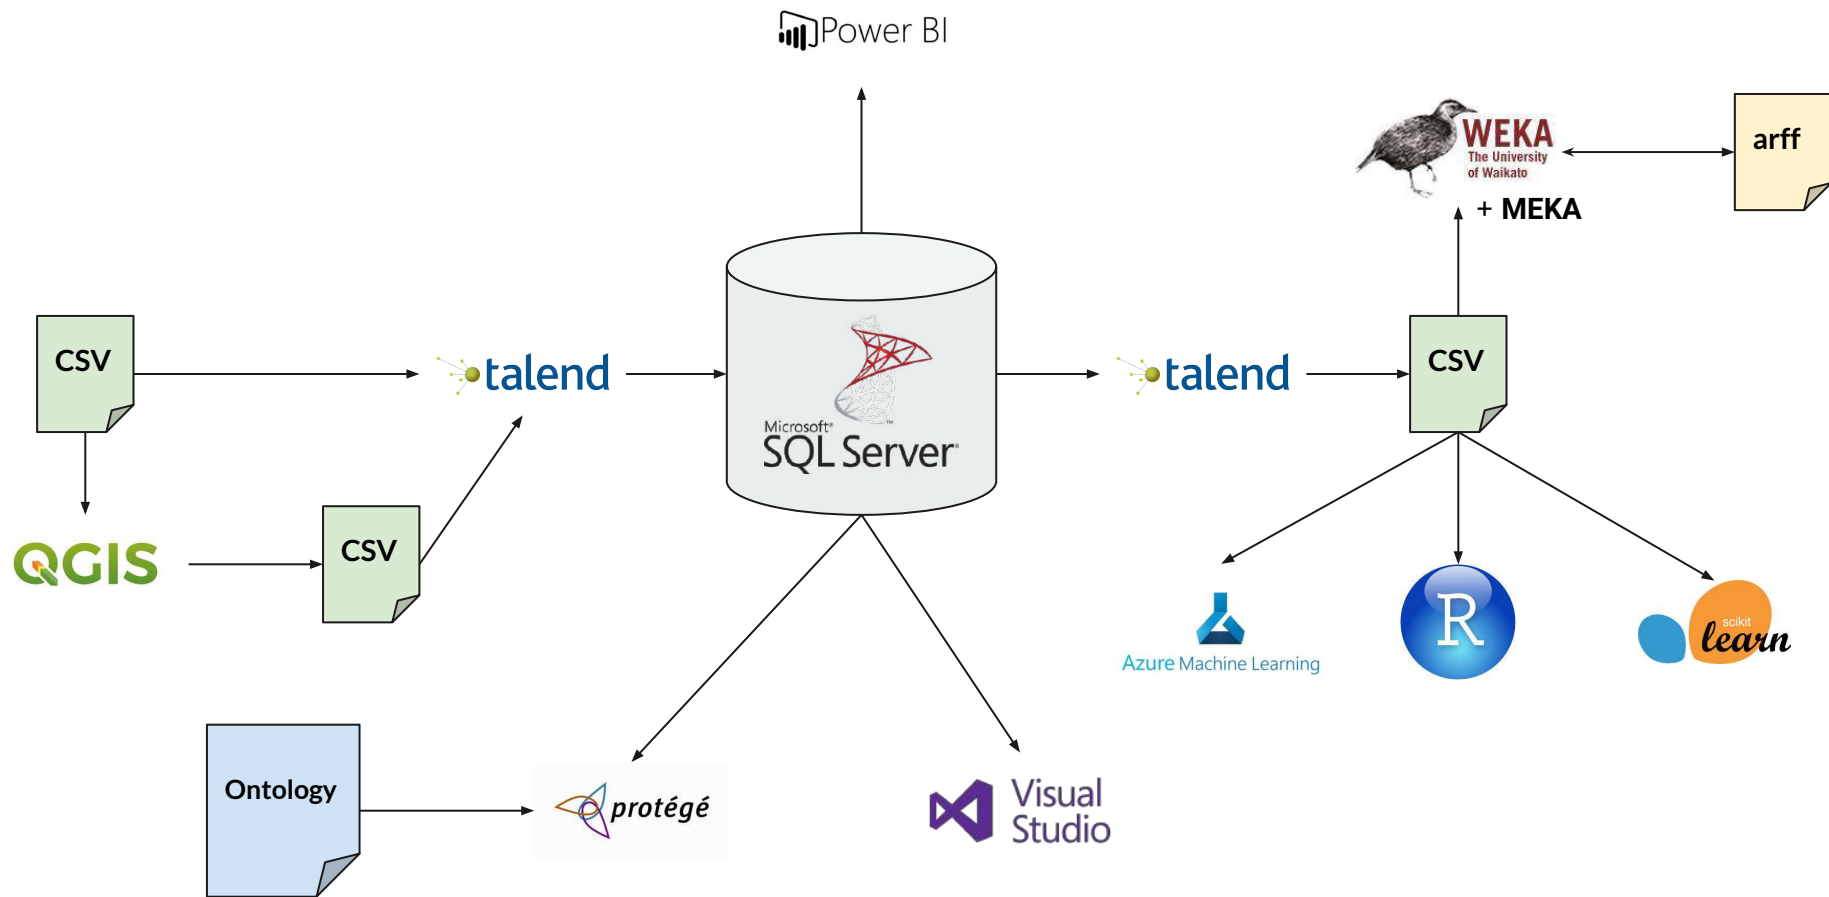 Power BI
WEKA
The University
of Waikato
+ MEKA
arff
CSV
talend
Microsoft®
SQL Server®
™
talend
CSV
QGIS
CSV
Azure Machine Learning
R
scikit
learn
Ontology
protégé
Visual
Studio